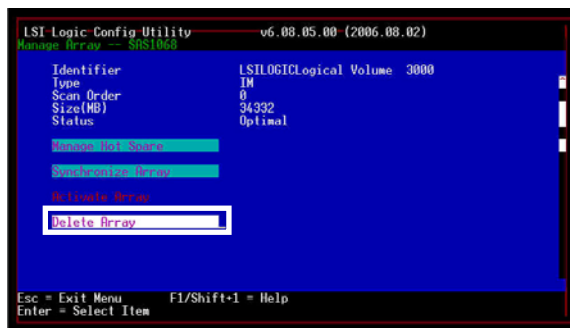 LSI Logic Config Utility v6.08.05.00 (2006.08.02)
Manage Array -- SAS1068
Identifier LSILOGICLogical Volume 3000
Type IM
Scan Order 0
Size(MB) 34332
Status Optimal
Manage Hot Spare
Synchronize Array
Activate Array
Delete Array
Esc = Exit Menu F1/Shift+1 = Help
Enter = Select Item